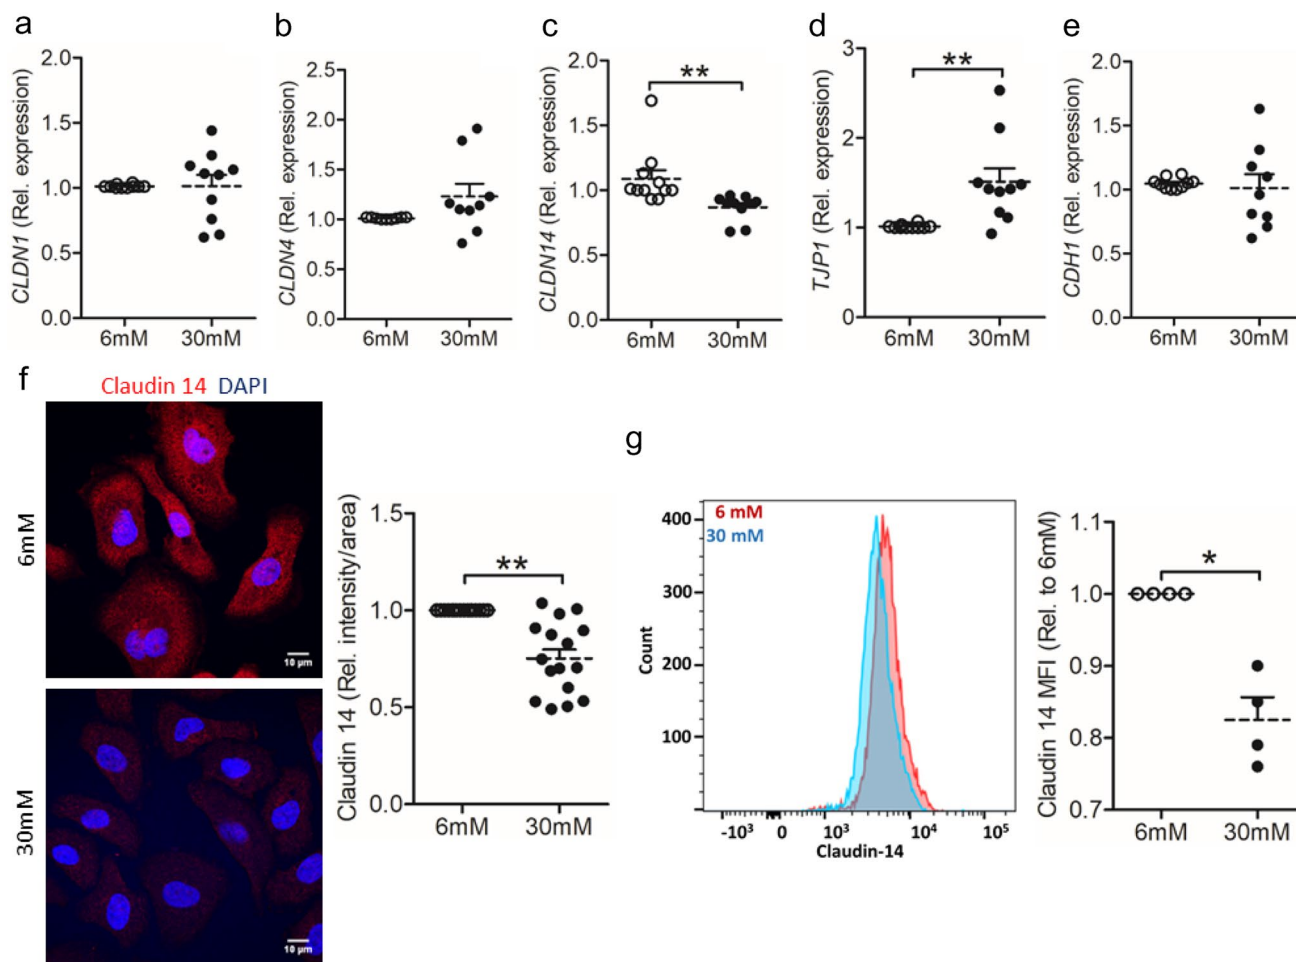 a
CLDN1 (Rel. expression)
2.0
1.5
1.0
0.5
0.0
6mM 30mM
b
CLDN4 (Rel. expression)
2.5
2.0
1.5
1.0
0.5
0.0
6mM 30mM
c
CLDN14 (Rel. expression)
2.0
1.5
1.0
0.5
0.0
**
6mM 30mM
d
TJP1 (Rel. expression)
3
2
1
0
**
6mM 30mM
e
CDH1 (Rel. expression)
2.0
1.5
1.0
0.5
0.0
6mM 30mM
f
Claudin 14 DAPI
6mM
10 µm
30mM
10 µm
Claudin 14 (Rel. intensity/area)
1.5
1.0
0.5
0.0
**
6mM 30mM
g
6 mM
30 mM
Count
400
300
200
100
-10³ 0 10³ 10⁴ 10⁵
Claudin-14
Claudin 14 MFI (Rel. to 6mM)
1.1
1.0
0.9
0.8
0.7
*
6mM 30mM